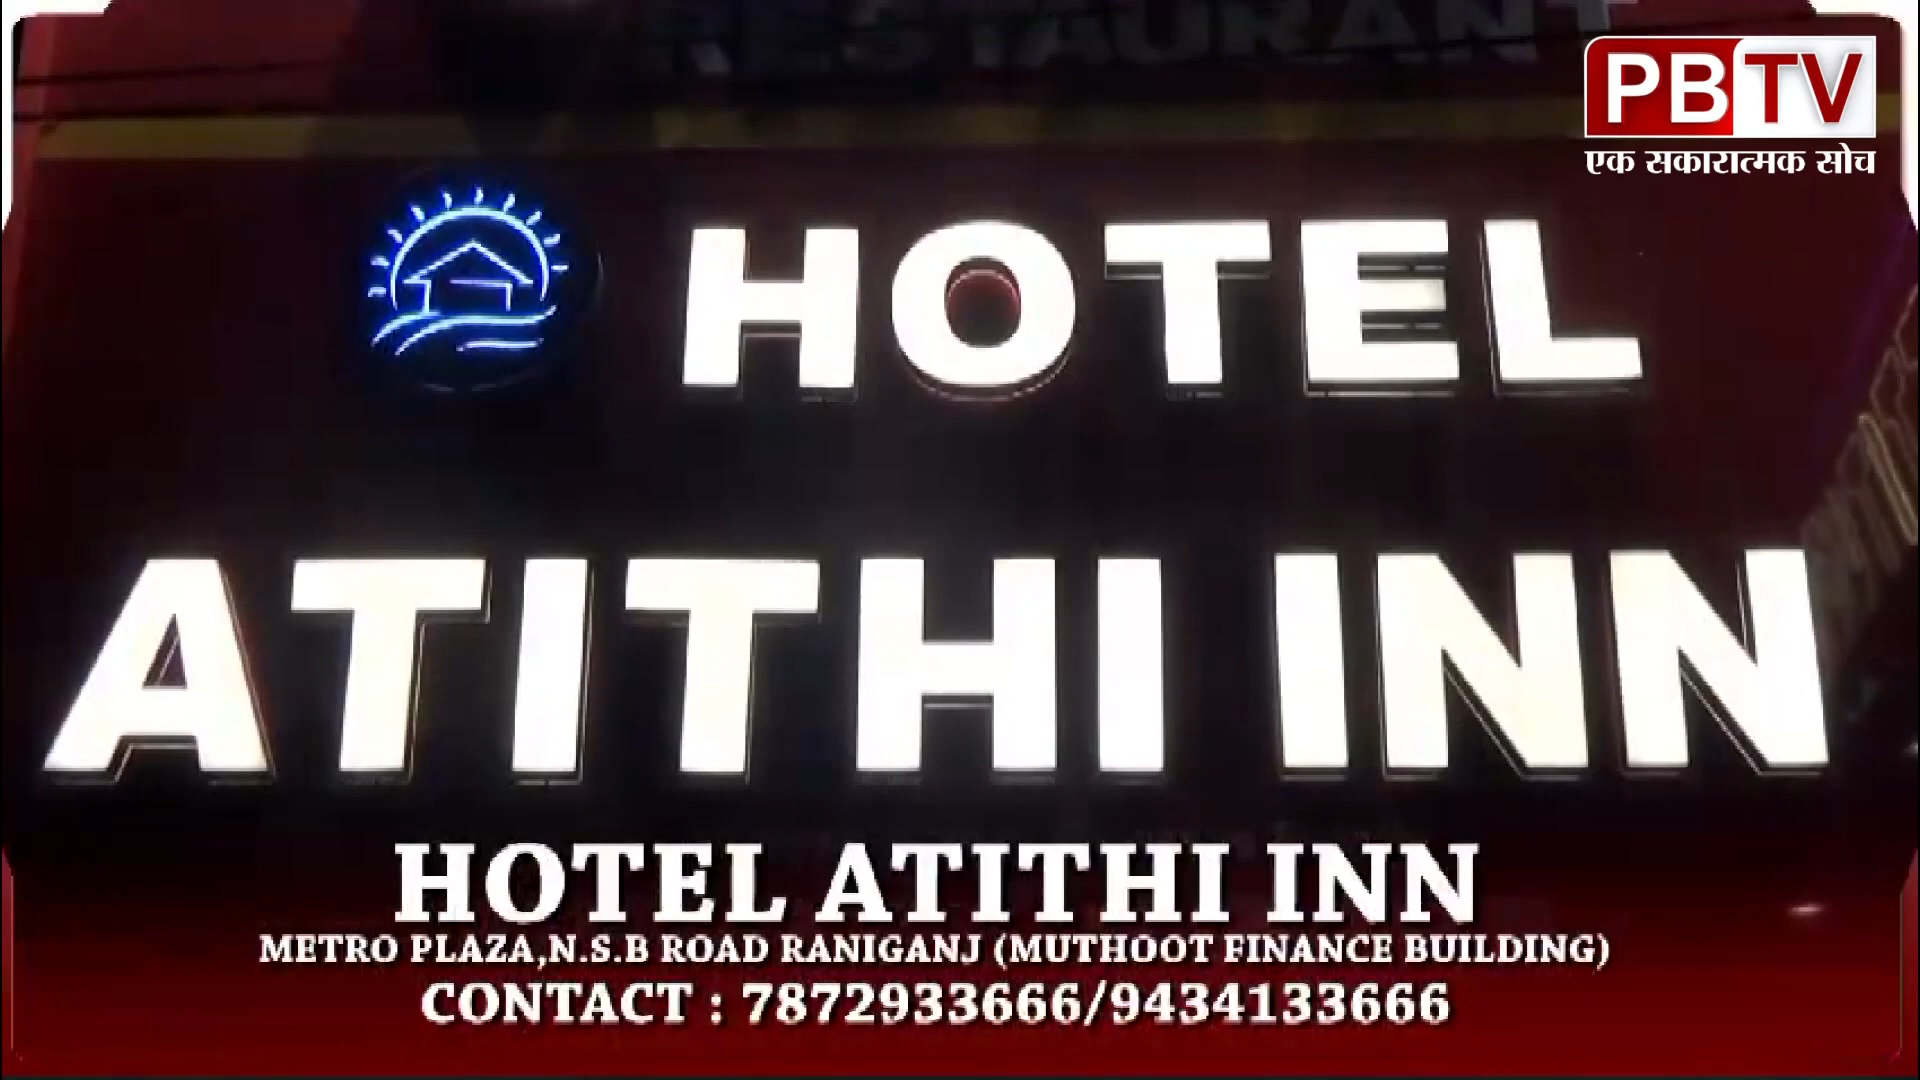 RESTAURANT
PBTV
एक सकारात्मक सोच
HOTEL
ATITHI INN
HOTEL ATITHI INN
METRO PLAZA,N.S.B ROAD RANIGANJ (MUTHOOT FINANCE BUILDING)
CONTACT : 7872933666/9434133666